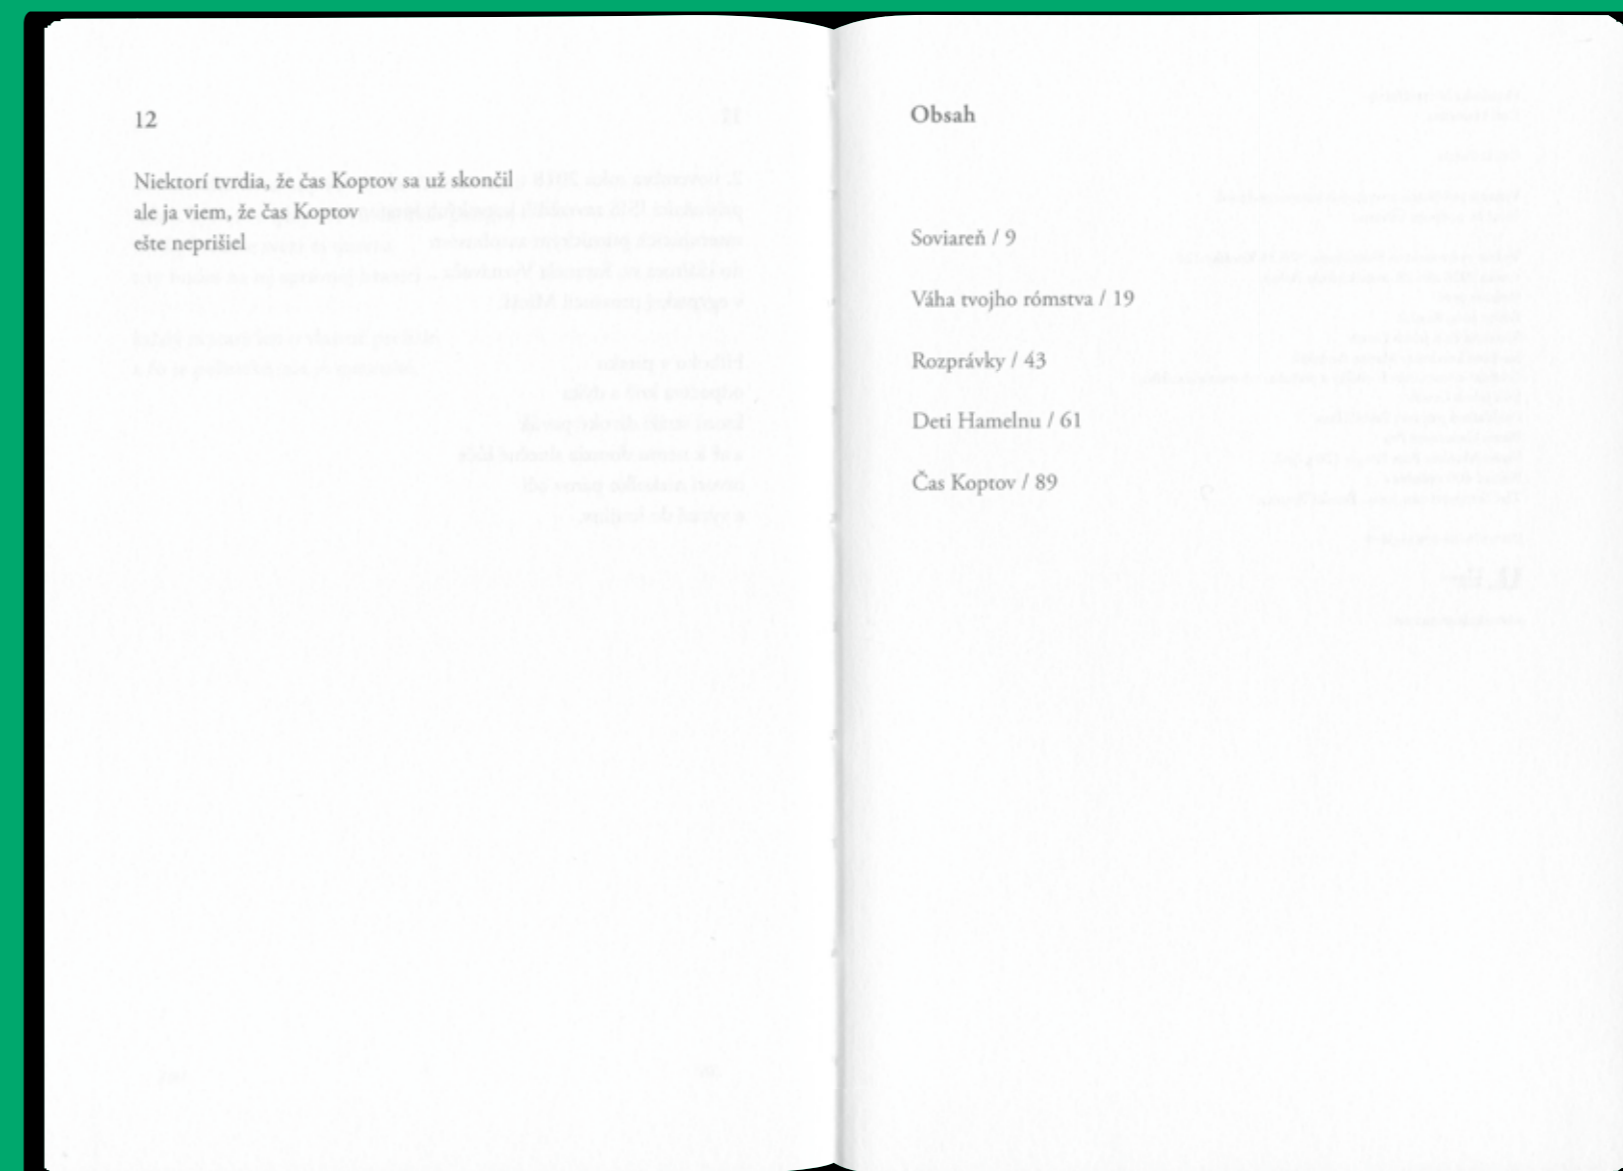 12
Niektorí tvrdia, že čas Koptov sa už skončil
ale ja viem, že čas Koptov
ešte neprišiel
Obsah
Soviareň / 9
Váha tvojho rómstva / 19
Rozprávky / 43
Deti Hamelnu / 61
Čas Koptov / 89